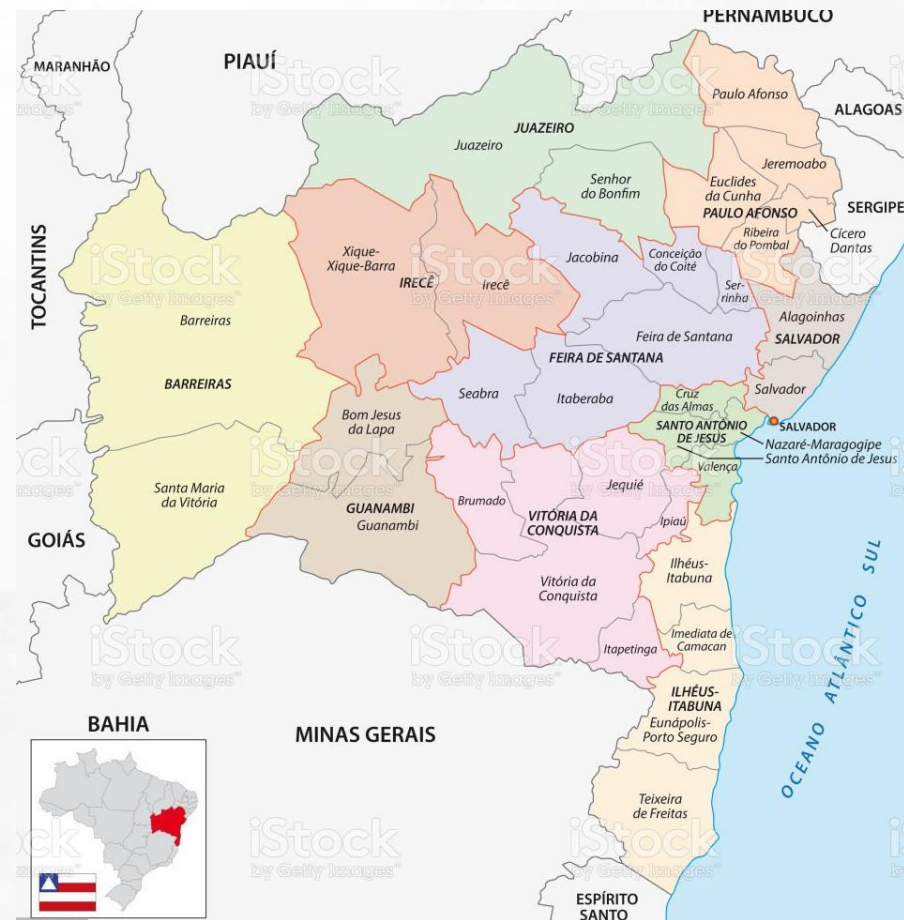 PERNAMBUCO
MARANHÃO
PIAUÍ
Paulo Afonso
ALAGOAS
JUAZEIRO
Juazeiro
Jeremoabo
Senhor
do Bonfim
Euclides
da Cunha
PAULO AFONSO
SERGIPE
Ribeira
do Pombal
Cícero
Dantas
TOCANTINS
Xique-
Xique-Barra
IRECÊ
irecê
Jacobina
Conceição
do Coité
Ser-
rinha
Barreiras
Alagoinhas
SALVADOR
Feira de Santana
FEIRA DE SANTANA
BARREIRAS
Seabra
Itaberaba
Salvador
Cruz
das Almas
Bom Jesus
da Lapa
SANTO ANTÔNIO
DE JESÚS
SALVADOR
Nazaré-Maragogipe
Santo Antônio de Jesus
Valença
Santa Maria
da Vitória
Brumado
Jequié
GUANAMBI
Guanambi
VITÓRIA DA
CONQUISTA
Ipiaú
GOIÁS
Ilhéus-
Itabuna
Vitória da
Conquista
Imediata de
Camacan
Itapetinga
OCEANO ATLÂNTICO SUL
ILHÉUS-
ITABUNA
Eunápolis-
Porto Seguro
BAHIA
MINAS GERAIS
Teixeira
de Freitas
ESPÍRITO
SANTO
iStock
by Getty Images™